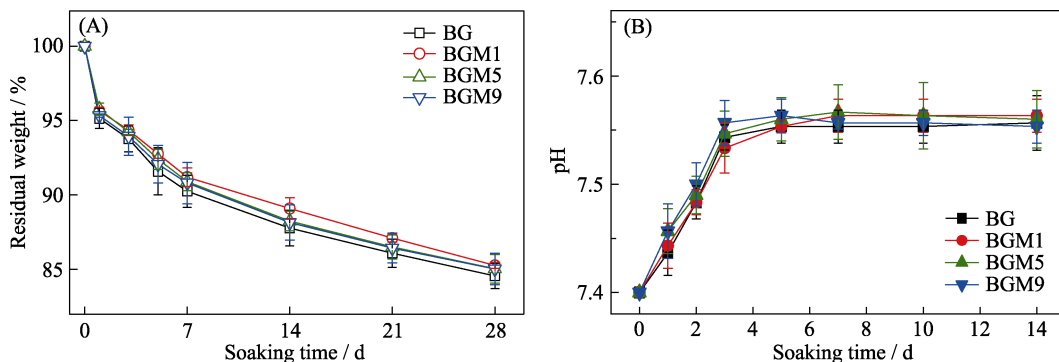 (A)
BG
BGM1
BGM5
BGM9
100
95
90
85
Residual weight / %
0 7 14 21 28
Soaking time / d
(B)
7.6
7.5
7.4
pH
BG
BGM1
BGM5
BGM9
0 2 4 6 8 10 12 14
Soaking time / d